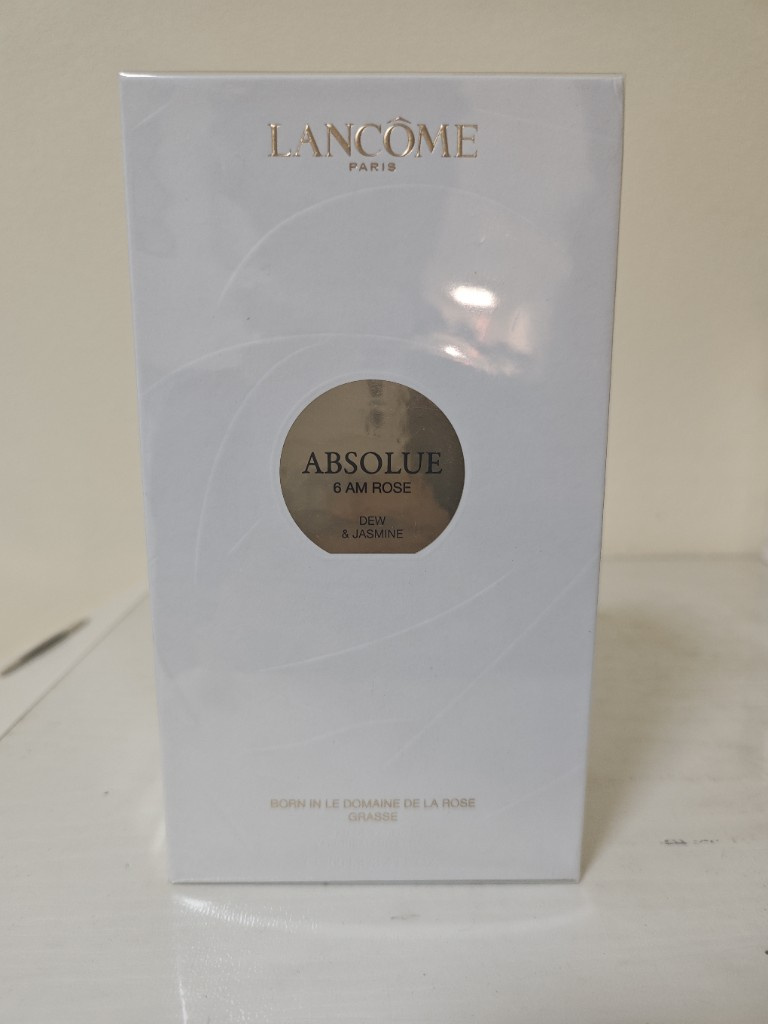 LANCÔME
PARIS
ABSOLUE
6 AM ROSE
DEW
& JASMINE
BORN IN LE DOMAINE DE LA ROSE
GRASSE